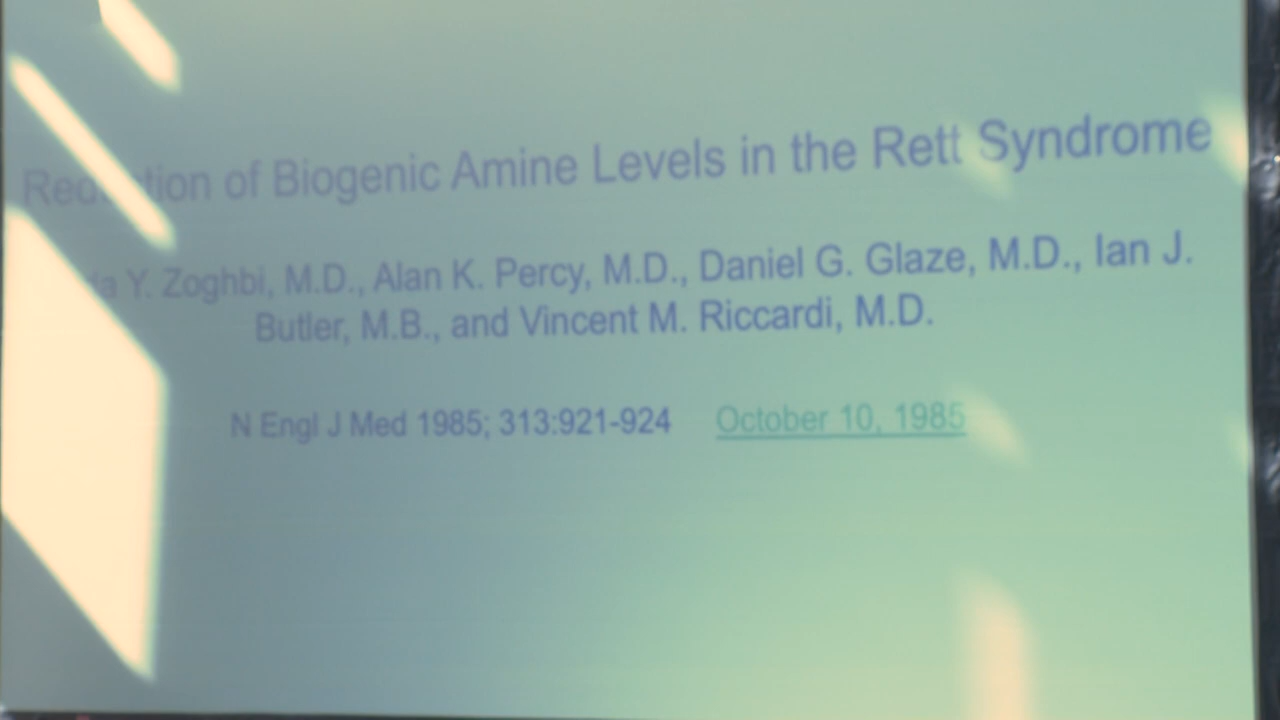 of Biogenic Amine Levels in the Rett Syndrome
Y. Zoghbi, M.D., Alan K. Percy, M.D., Daniel G. Glaze, M.D., Ian J.
Butler, M.B., and Vincent M. Riccardi, M.D.
N Engl J Med 1985; 313:921-924 October 10, 1985